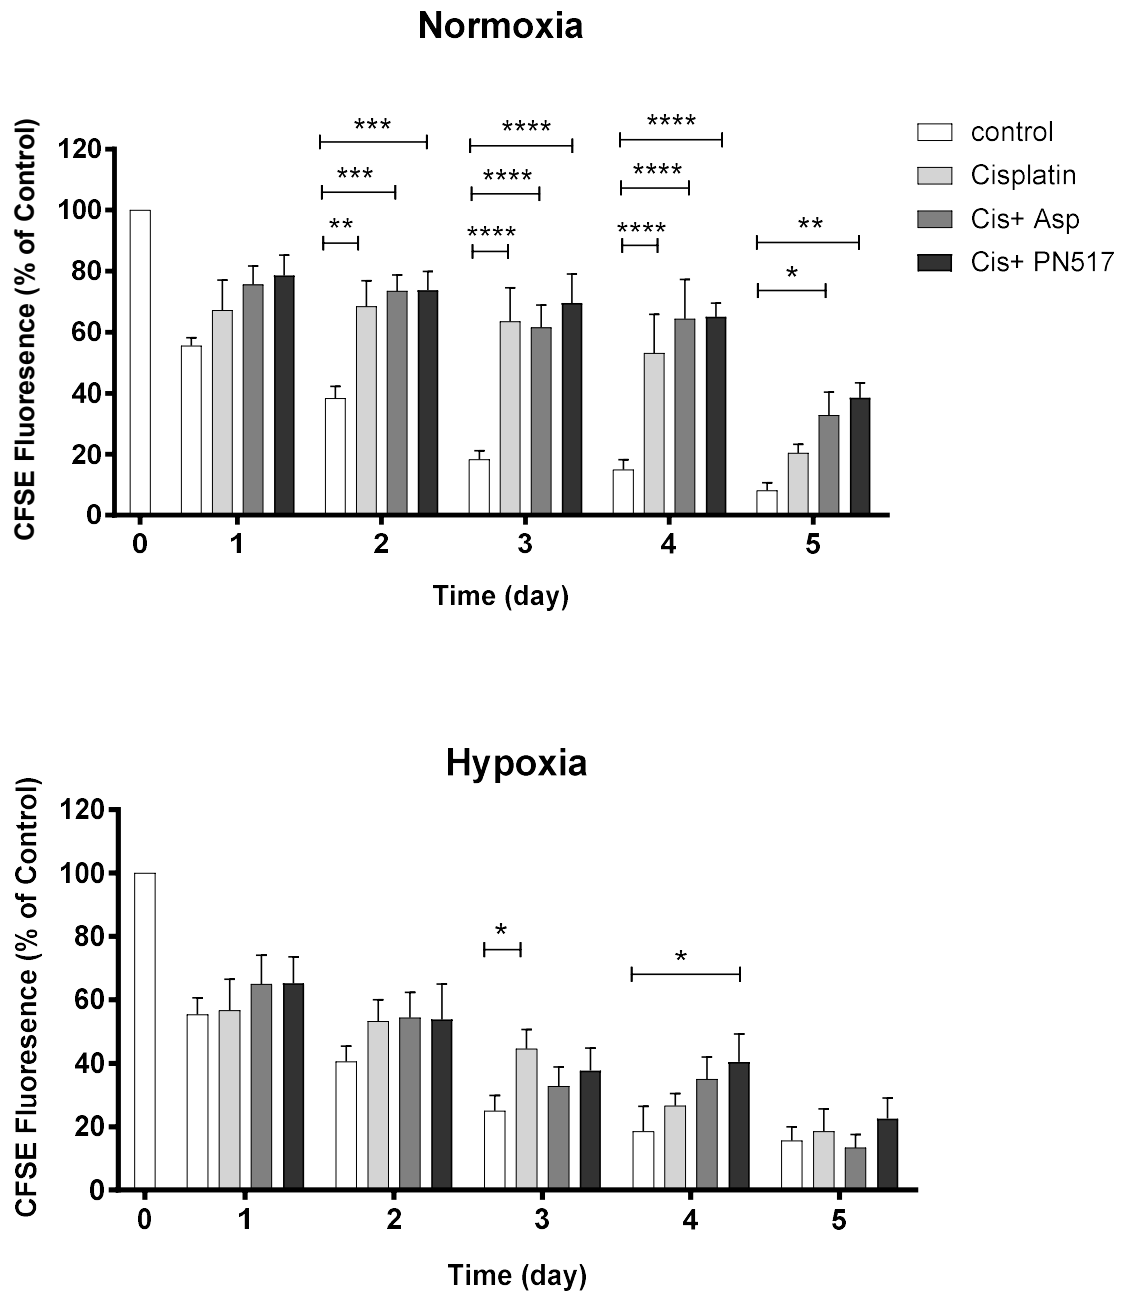 Normoxia
CFSE Fluoresence (% of Control)
120
100
80
60
40
20
0
*** **** ****
*** **** ****
** **** **** ** *
0 1 2 3 4 5
Time (day)
control
Cisplatin
Cis+ Asp
Cis+ PN517
Hypoxia
CFSE Fluoresence (% of Control)
120
100
80
60
40
20
0
* *
0 1 2 3 4 5
Time (day)